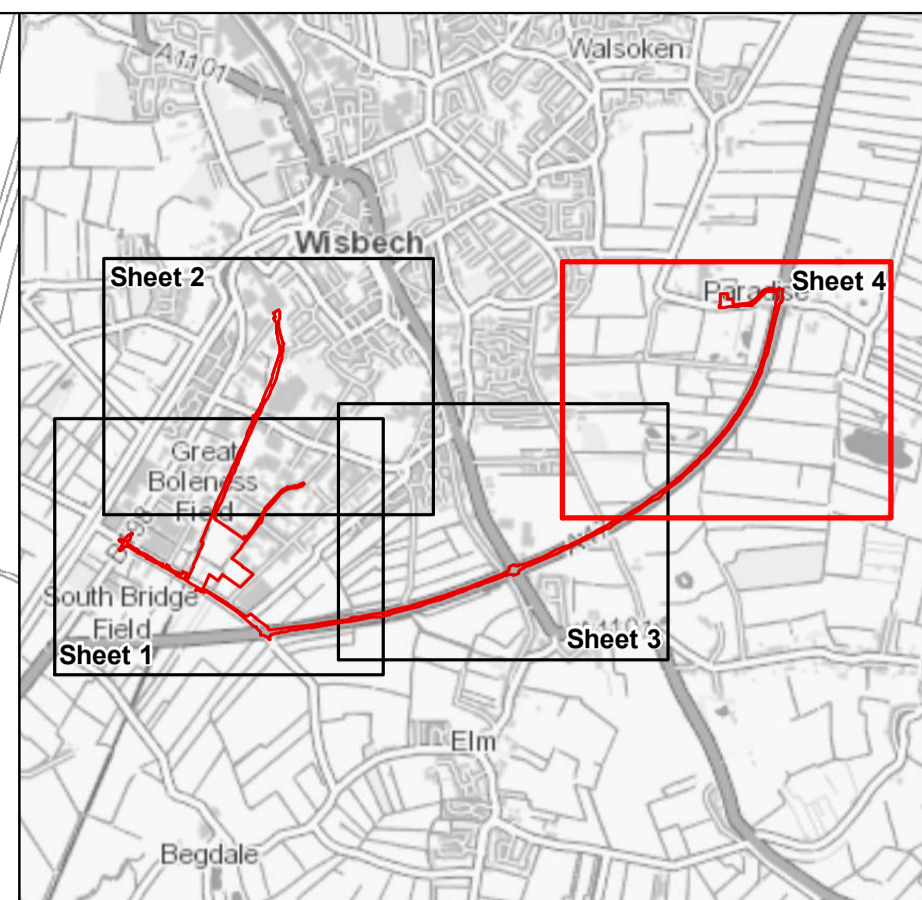 Walsoken
A1101
Wisbech
Sheet 2
Paradise
Sheet 4
Great
Boleness
Field
A47
South Bridge
Field
Sheet 1
Sheet 3
Elm
Begdale